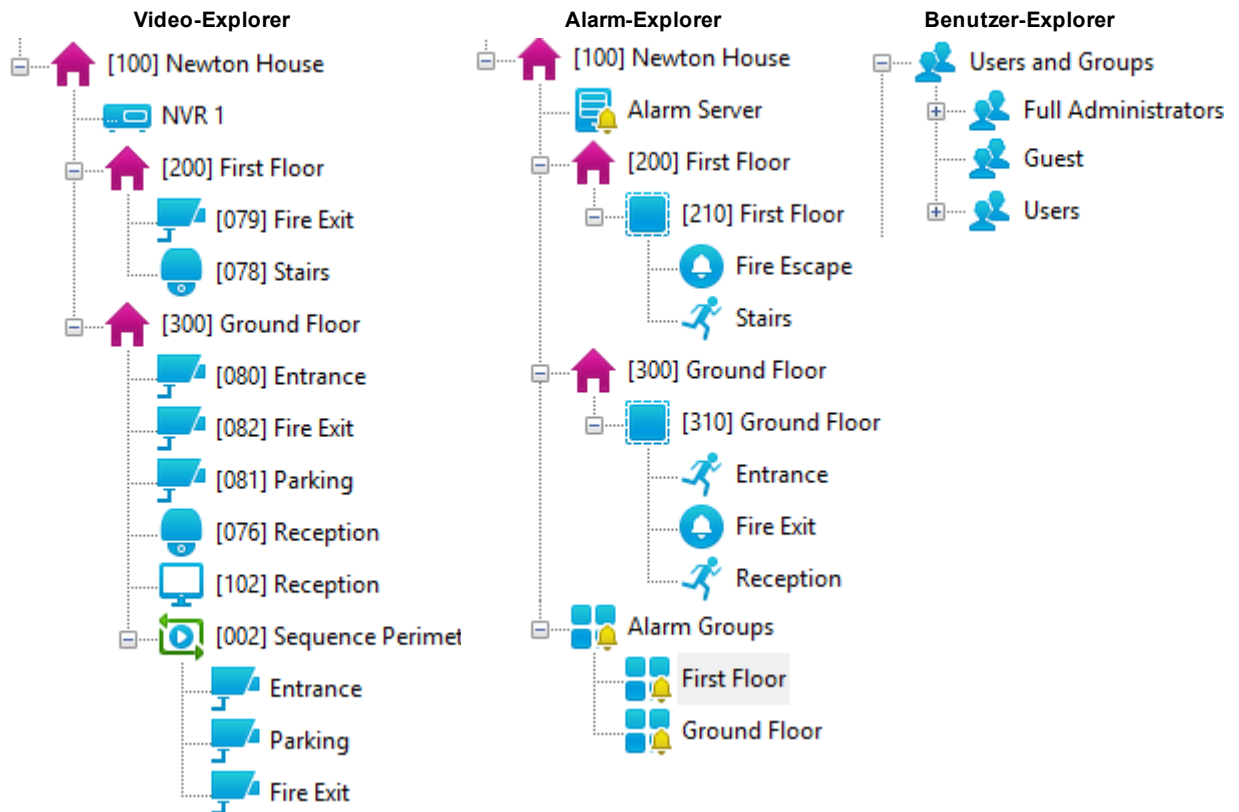 Video-Explorer
[100] Newton House
NVR 1
[200] First Floor
[079] Fire Exit
[078] Stairs
[300] Ground Floor
[080] Entrance
[082] Fire Exit
[081] Parking
[076] Reception
[102] Reception
[002] Sequence Perimet
Entrance
Parking
Fire Exit
Alarm-Explorer
[100] Newton House
Alarm Server
[200] First Floor
[210] First Floor
Fire Escape
Stairs
[300] Ground Floor
[310] Ground Floor
Entrance
Fire Exit
Reception
Alarm Groups
First Floor
Ground Floor
Benutzer-Explorer
Users and Groups
Full Administrators
Guest
Users